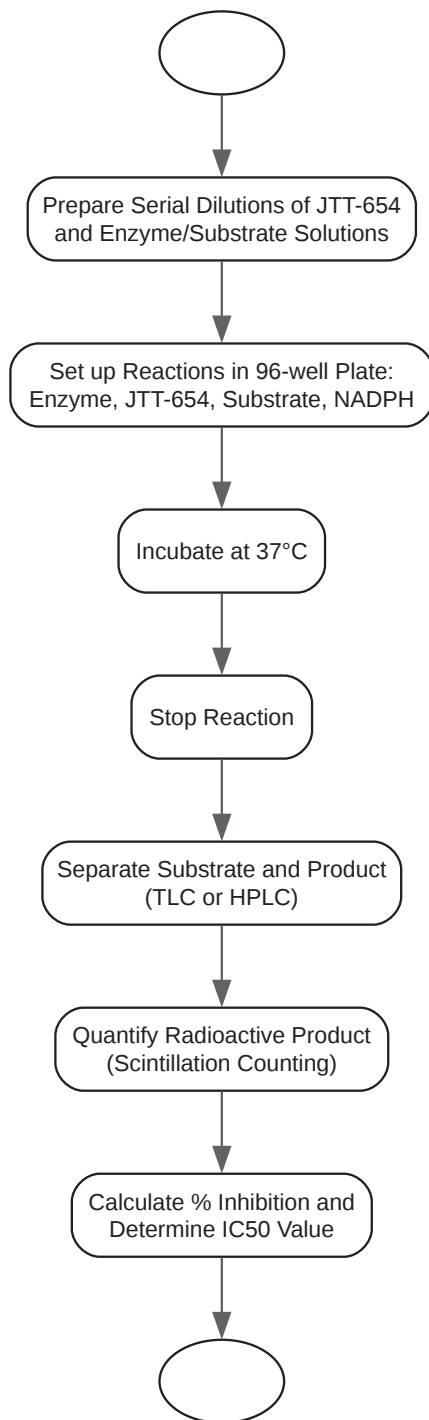 Prepare Serial Dilutions of JTT-654
and Enzyme/Substrate Solutions
Set up Reactions in 96-well Plate:
Enzyme, JTT-654, Substrate, NADPH
Incubate at 37°C
Stop Reaction
Separate Substrate and Product
(TLC or HPLC)
Quantify Radioactive Product
(Scintillation Counting)
Calculate % Inhibition and
Determine IC50 Value